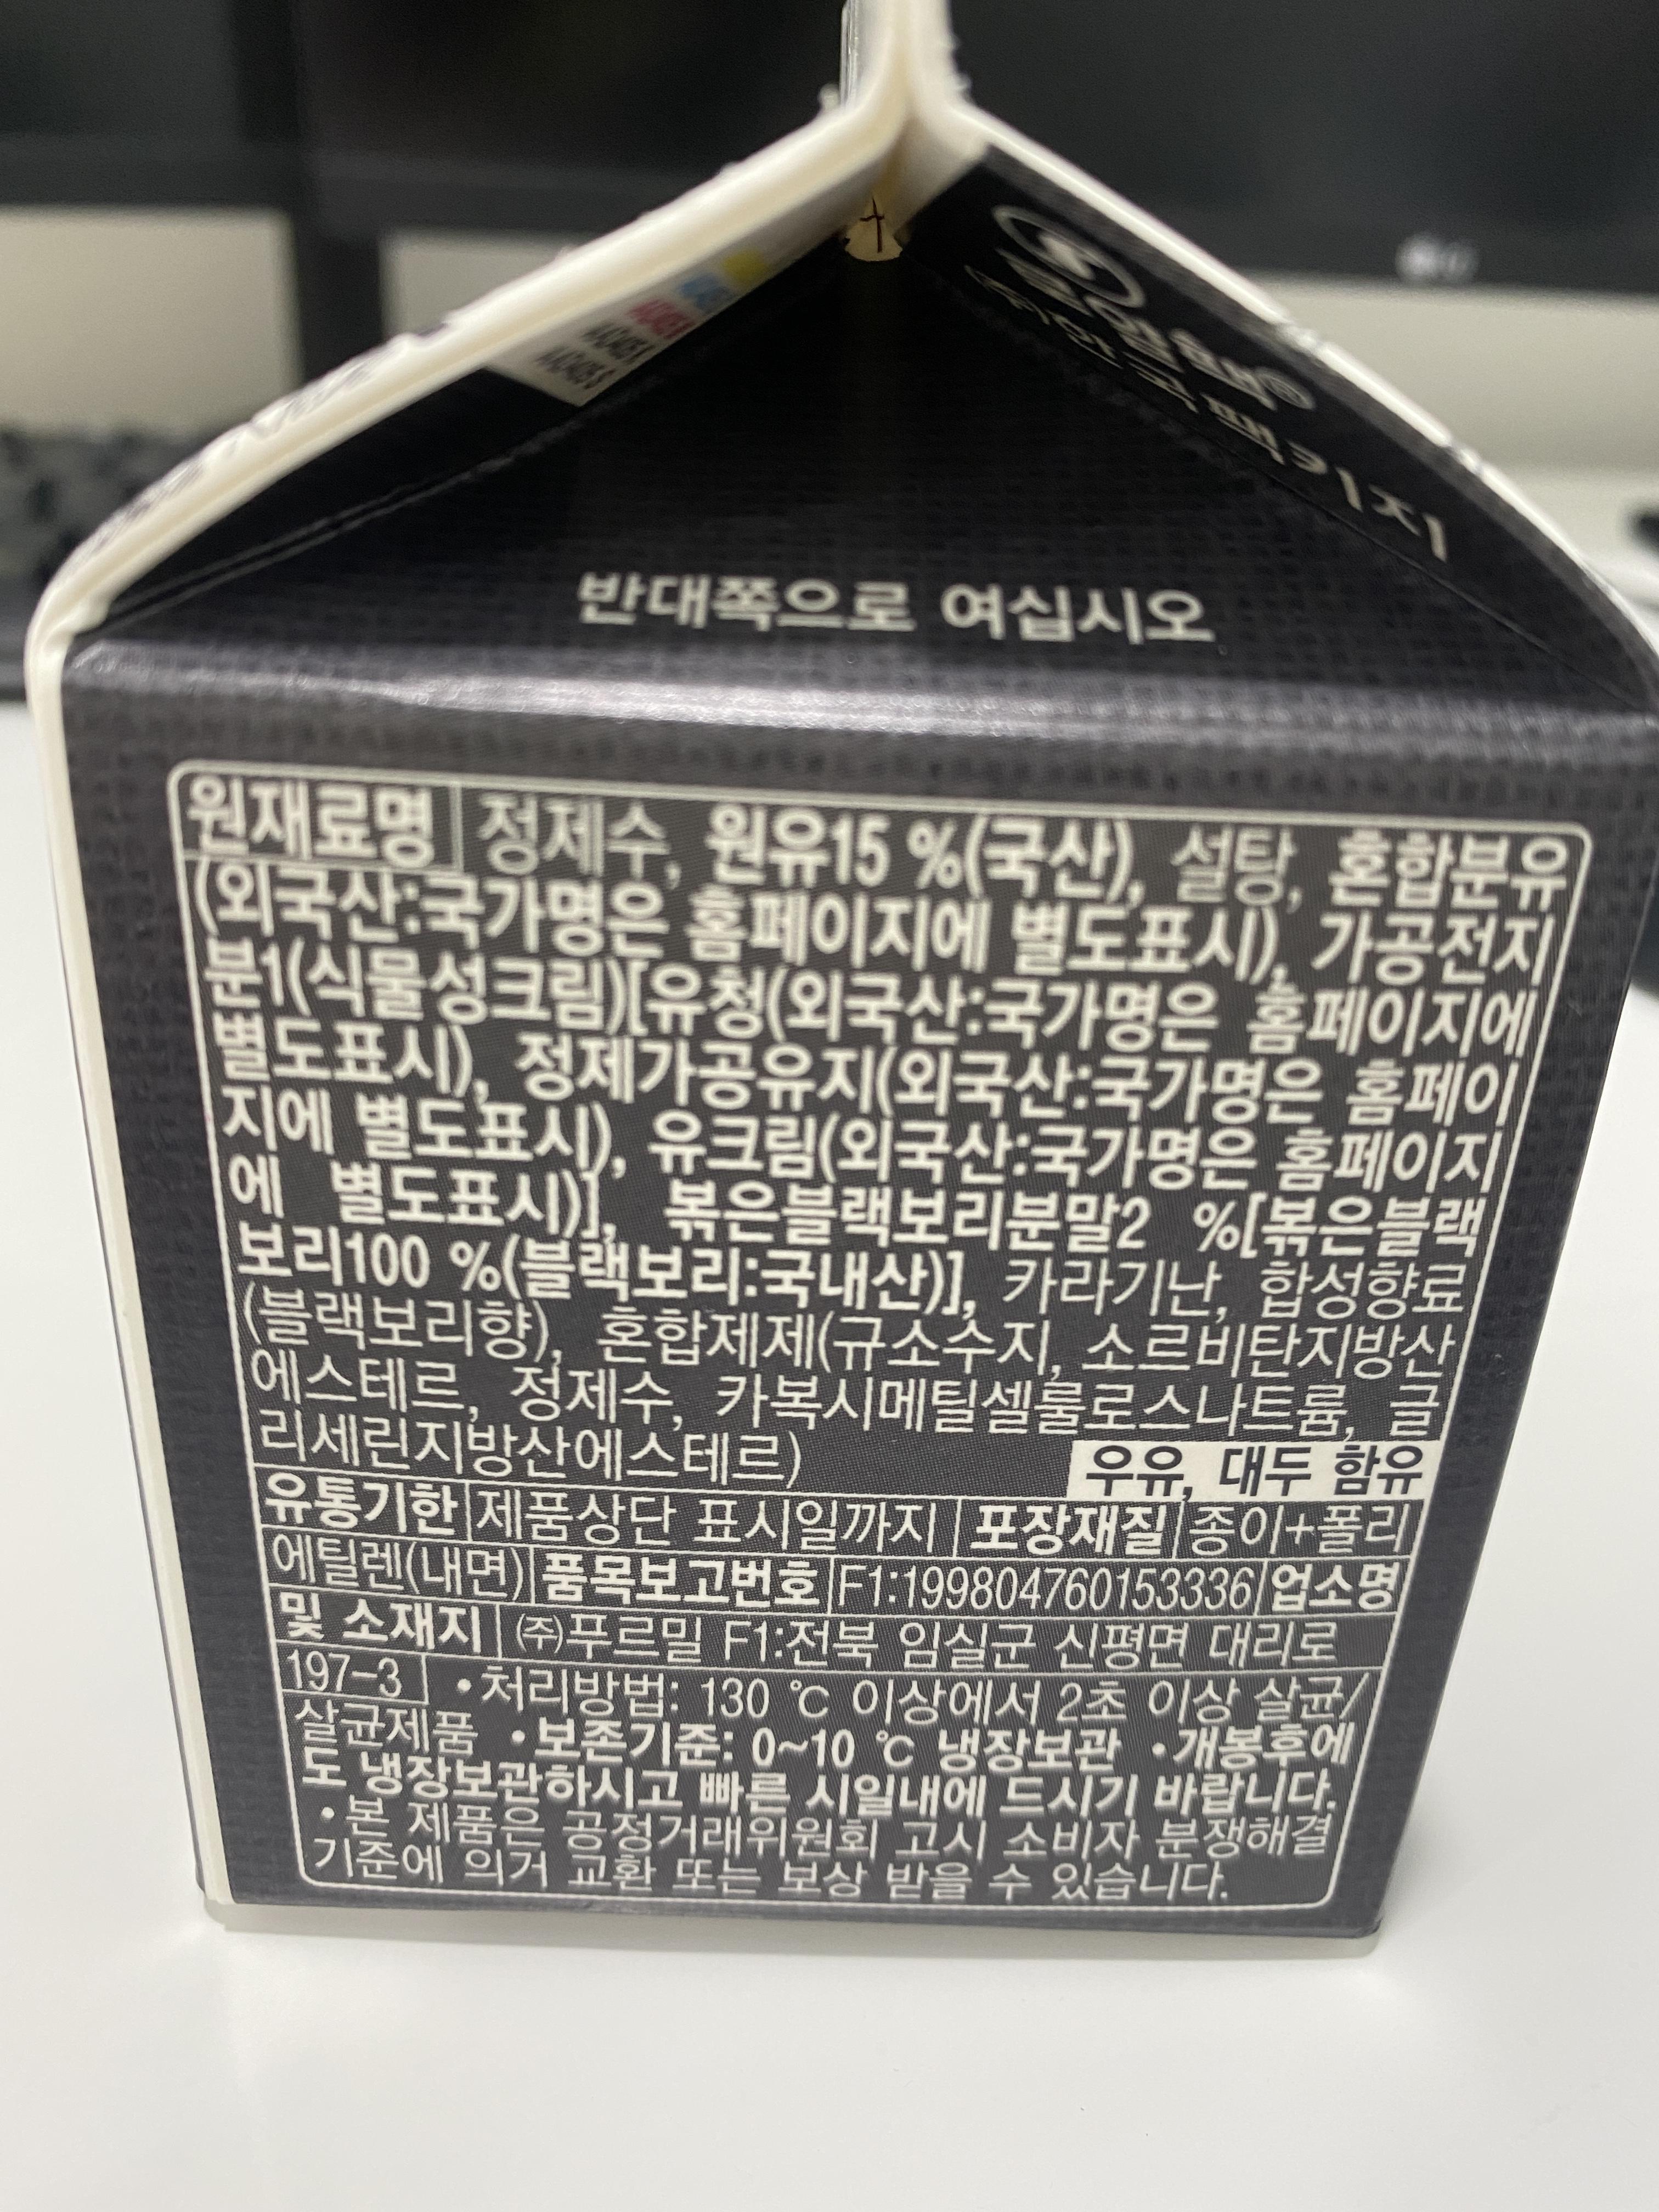 반대쪽으로 여십시오
원재료명 정제수, 원유15 %(국산), 설탕, 혼합분유
(외국산:국가명은 홈페이지에 별도표시), 가공전지
분1(식물성크림)[유청(외국산:국가명은 홈페이지에
별도표시), 정제가공유지(외국산:국가명은 홈페이
지에 별도표시), 유크림(외국산:국가명은 홈페이지
에 별도표시)], 볶은블랙보리분말2 %[볶은블랙
보리100 %(블랙보리:국내산)], 카라기난, 합성향료
(블랙보리향), 혼합제제(규소수지, 소르비탄지방산
에스테르, 정제수, 카복시메틸셀룰로스나트륨, 글
리세린지방산에스테르) 우유, 대두 함유
유통기한 제품상단 표시일까지 포장재질 종이+폴리
에틸렌(내면) 품목보고번호 F1:199804760153336 업소명
및 소재지 ㈜푸르밀 F1:전북 임실군 신평면 대리로
197-3 •처리방법: 130 ℃ 이상에서 2초 이상 살균/
살균제품 •보존기준: 0~10 ℃ 냉장보관 •개봉후에
도 냉장보관하시고 빠른 시일내에 드시기 바랍니다.
•본 제품은 공정거래위원회 고시 소비자 분쟁해결
기준에 의거 교환 또는 보상 받을 수 있습니다.